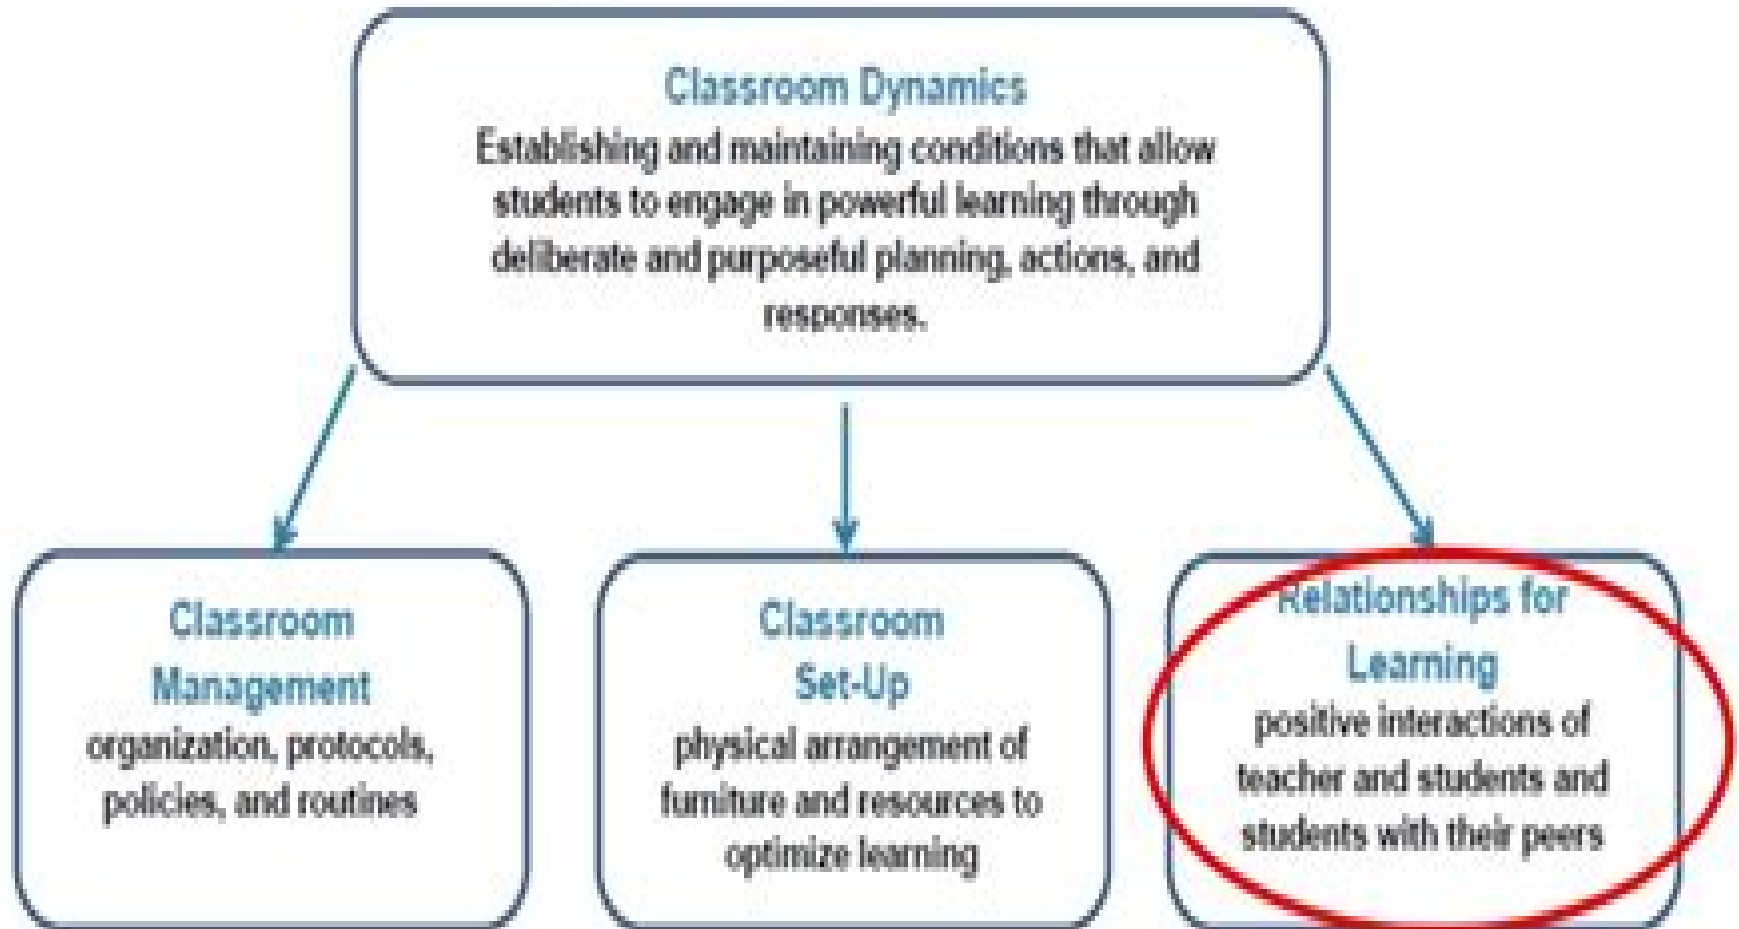 Classroom Dynamics
Establishing and maintaining conditions that allow
students to engage in powerful learning through
deliberate and purposeful planning, actions, and
responses.
Classroom
Management
organization, protocols,
policies, and routines
Classroom
Set-Up
physical arrangement of
furniture and resources to
optimize learning
Relationships for
Learning
positive interactions of
teacher and students and
students with their peers